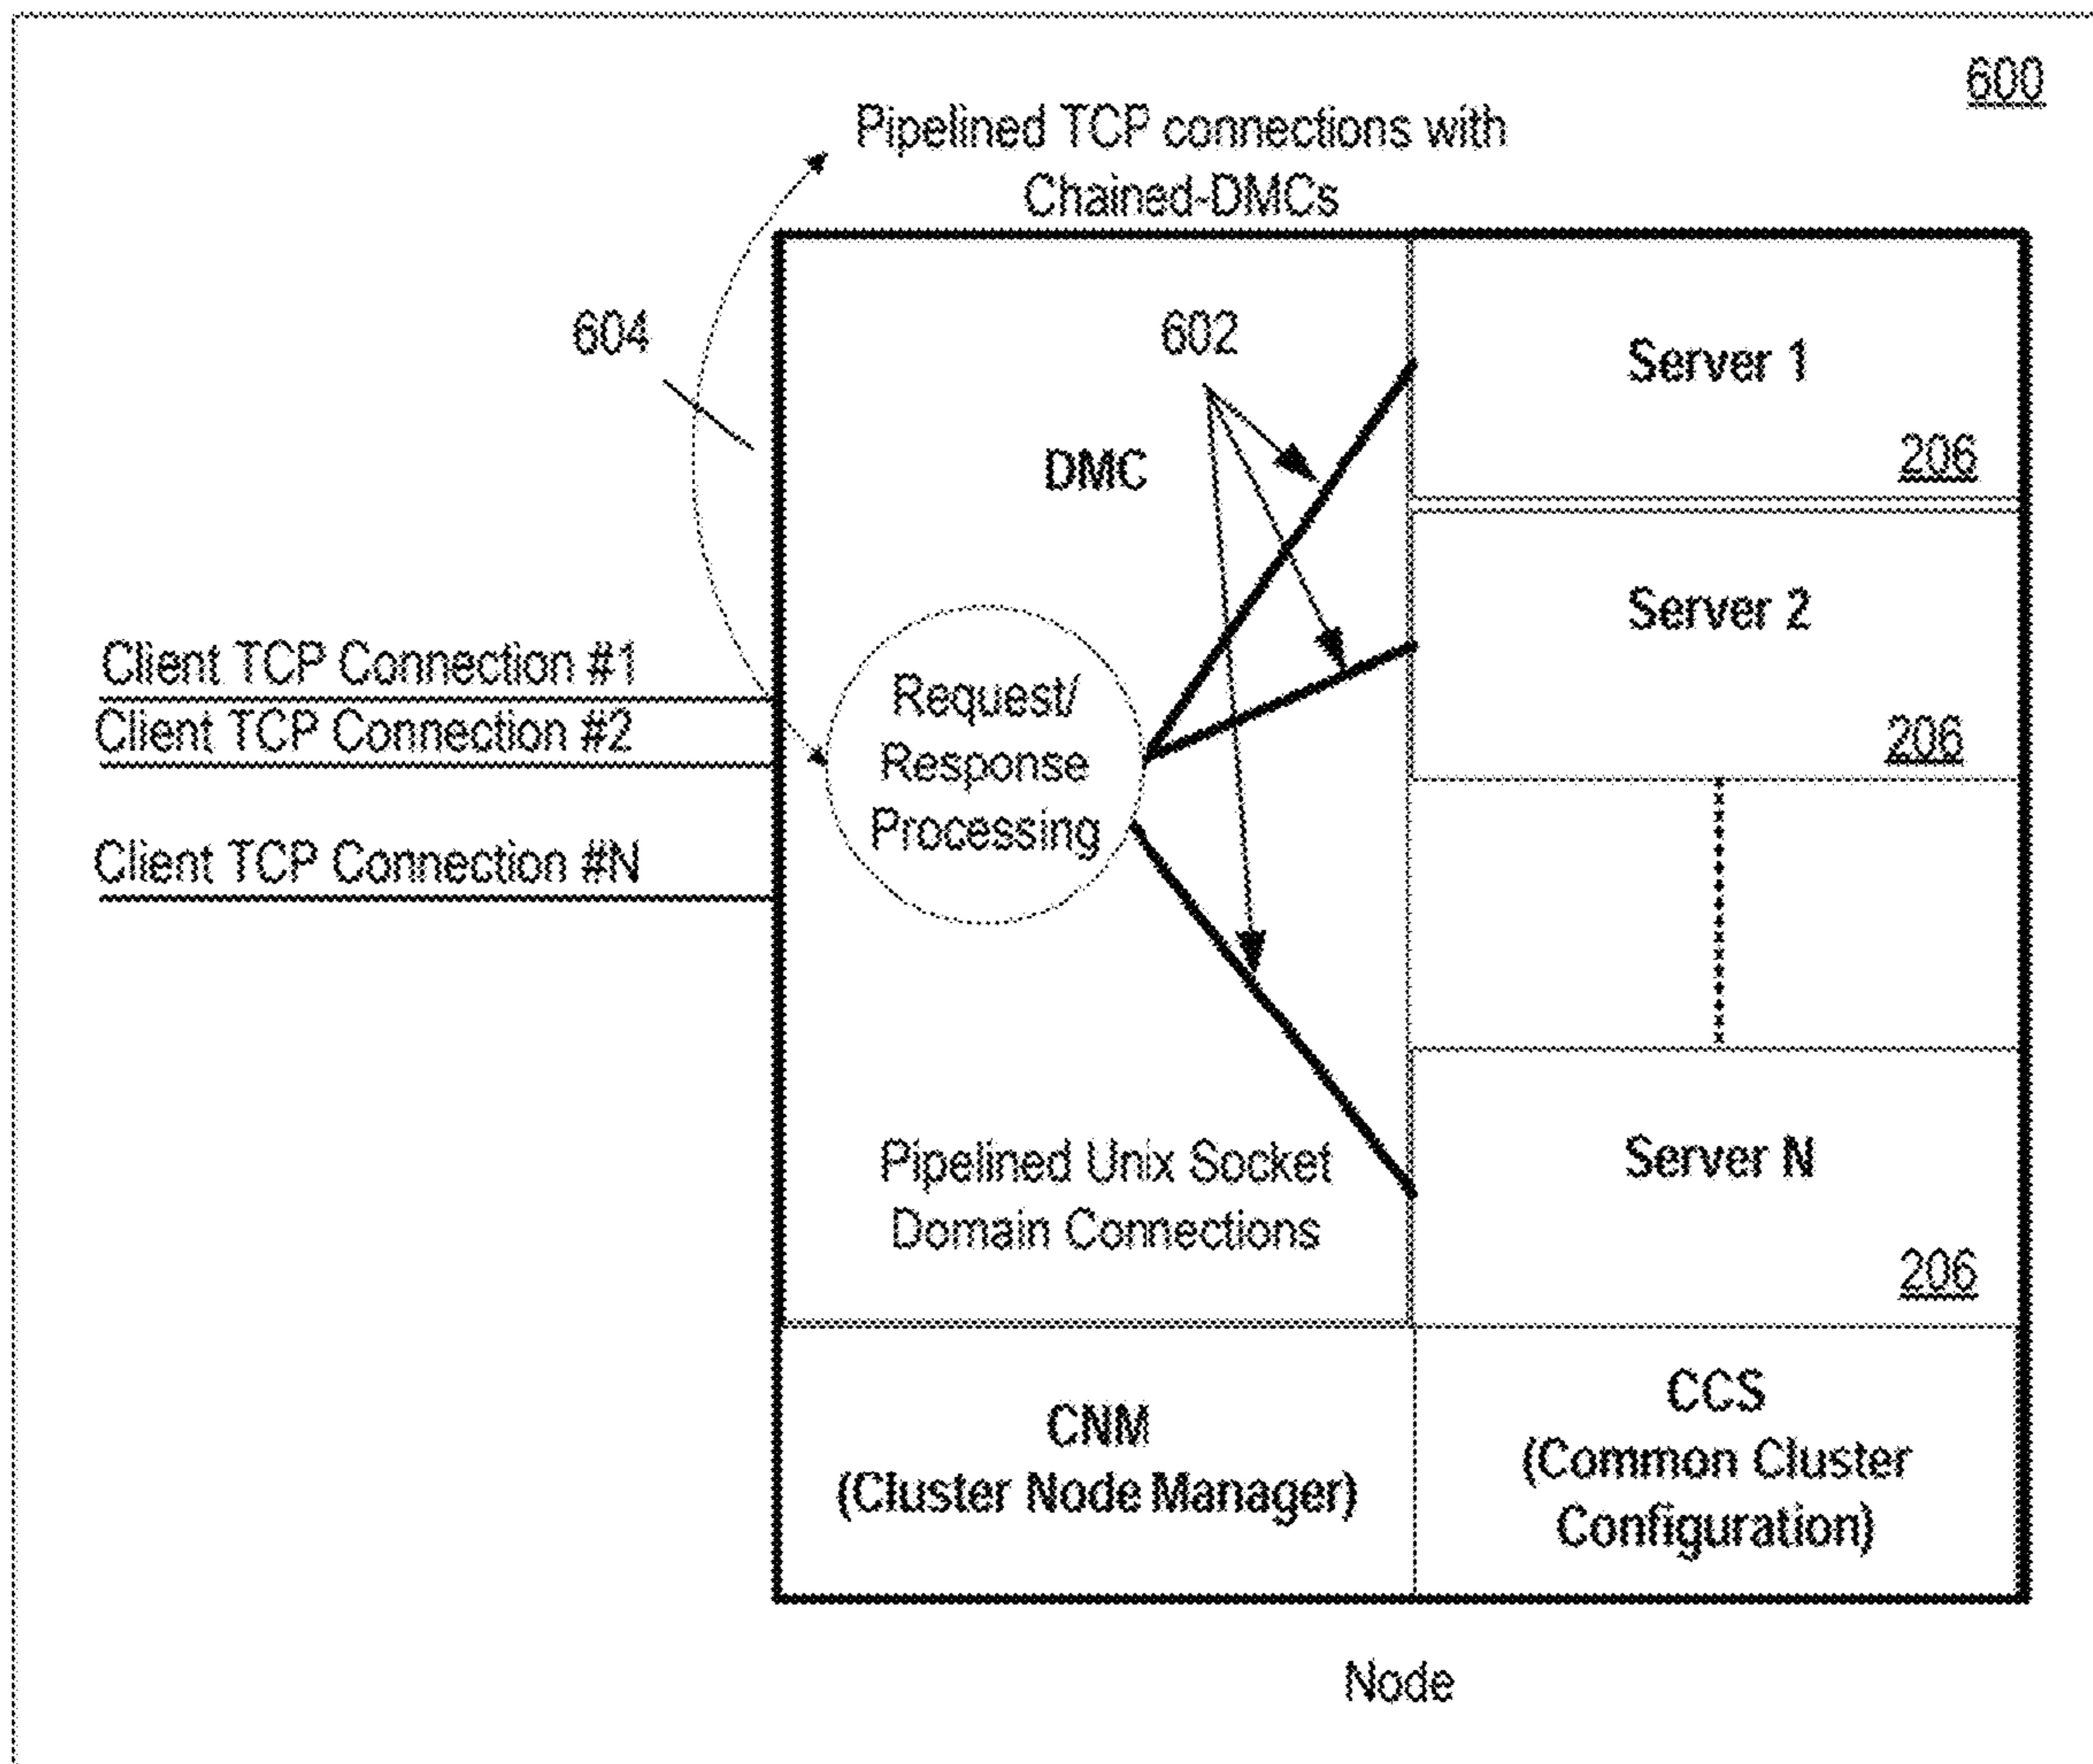 600
Pipelined TCP connections with
Chained-DMCs
604
602
DMC
Server 1
206
Server 2
206
Client TCP Connection #1
Client TCP Connection #2
Client TCP Connection #N
Request/
Response
Processing
Pipelined Unix Socket
Domain Connections
Server N
206
CNM
(Cluster Node Manager)
CCS
(Common Cluster
Configuration)
Node